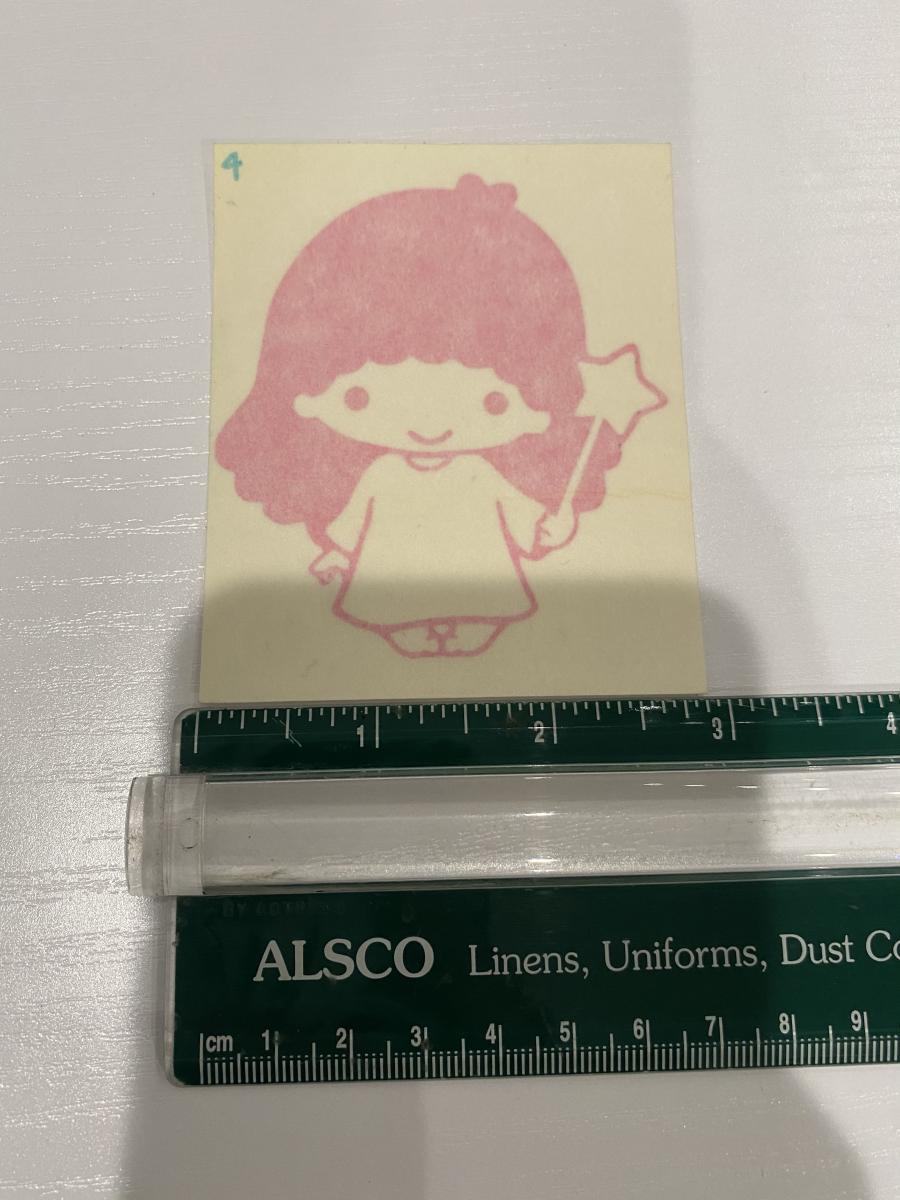 4
1 2 3 4
ALSCO Linens, Uniforms, Dust Co
cm 1 2 3 4 5 6 7 8 9